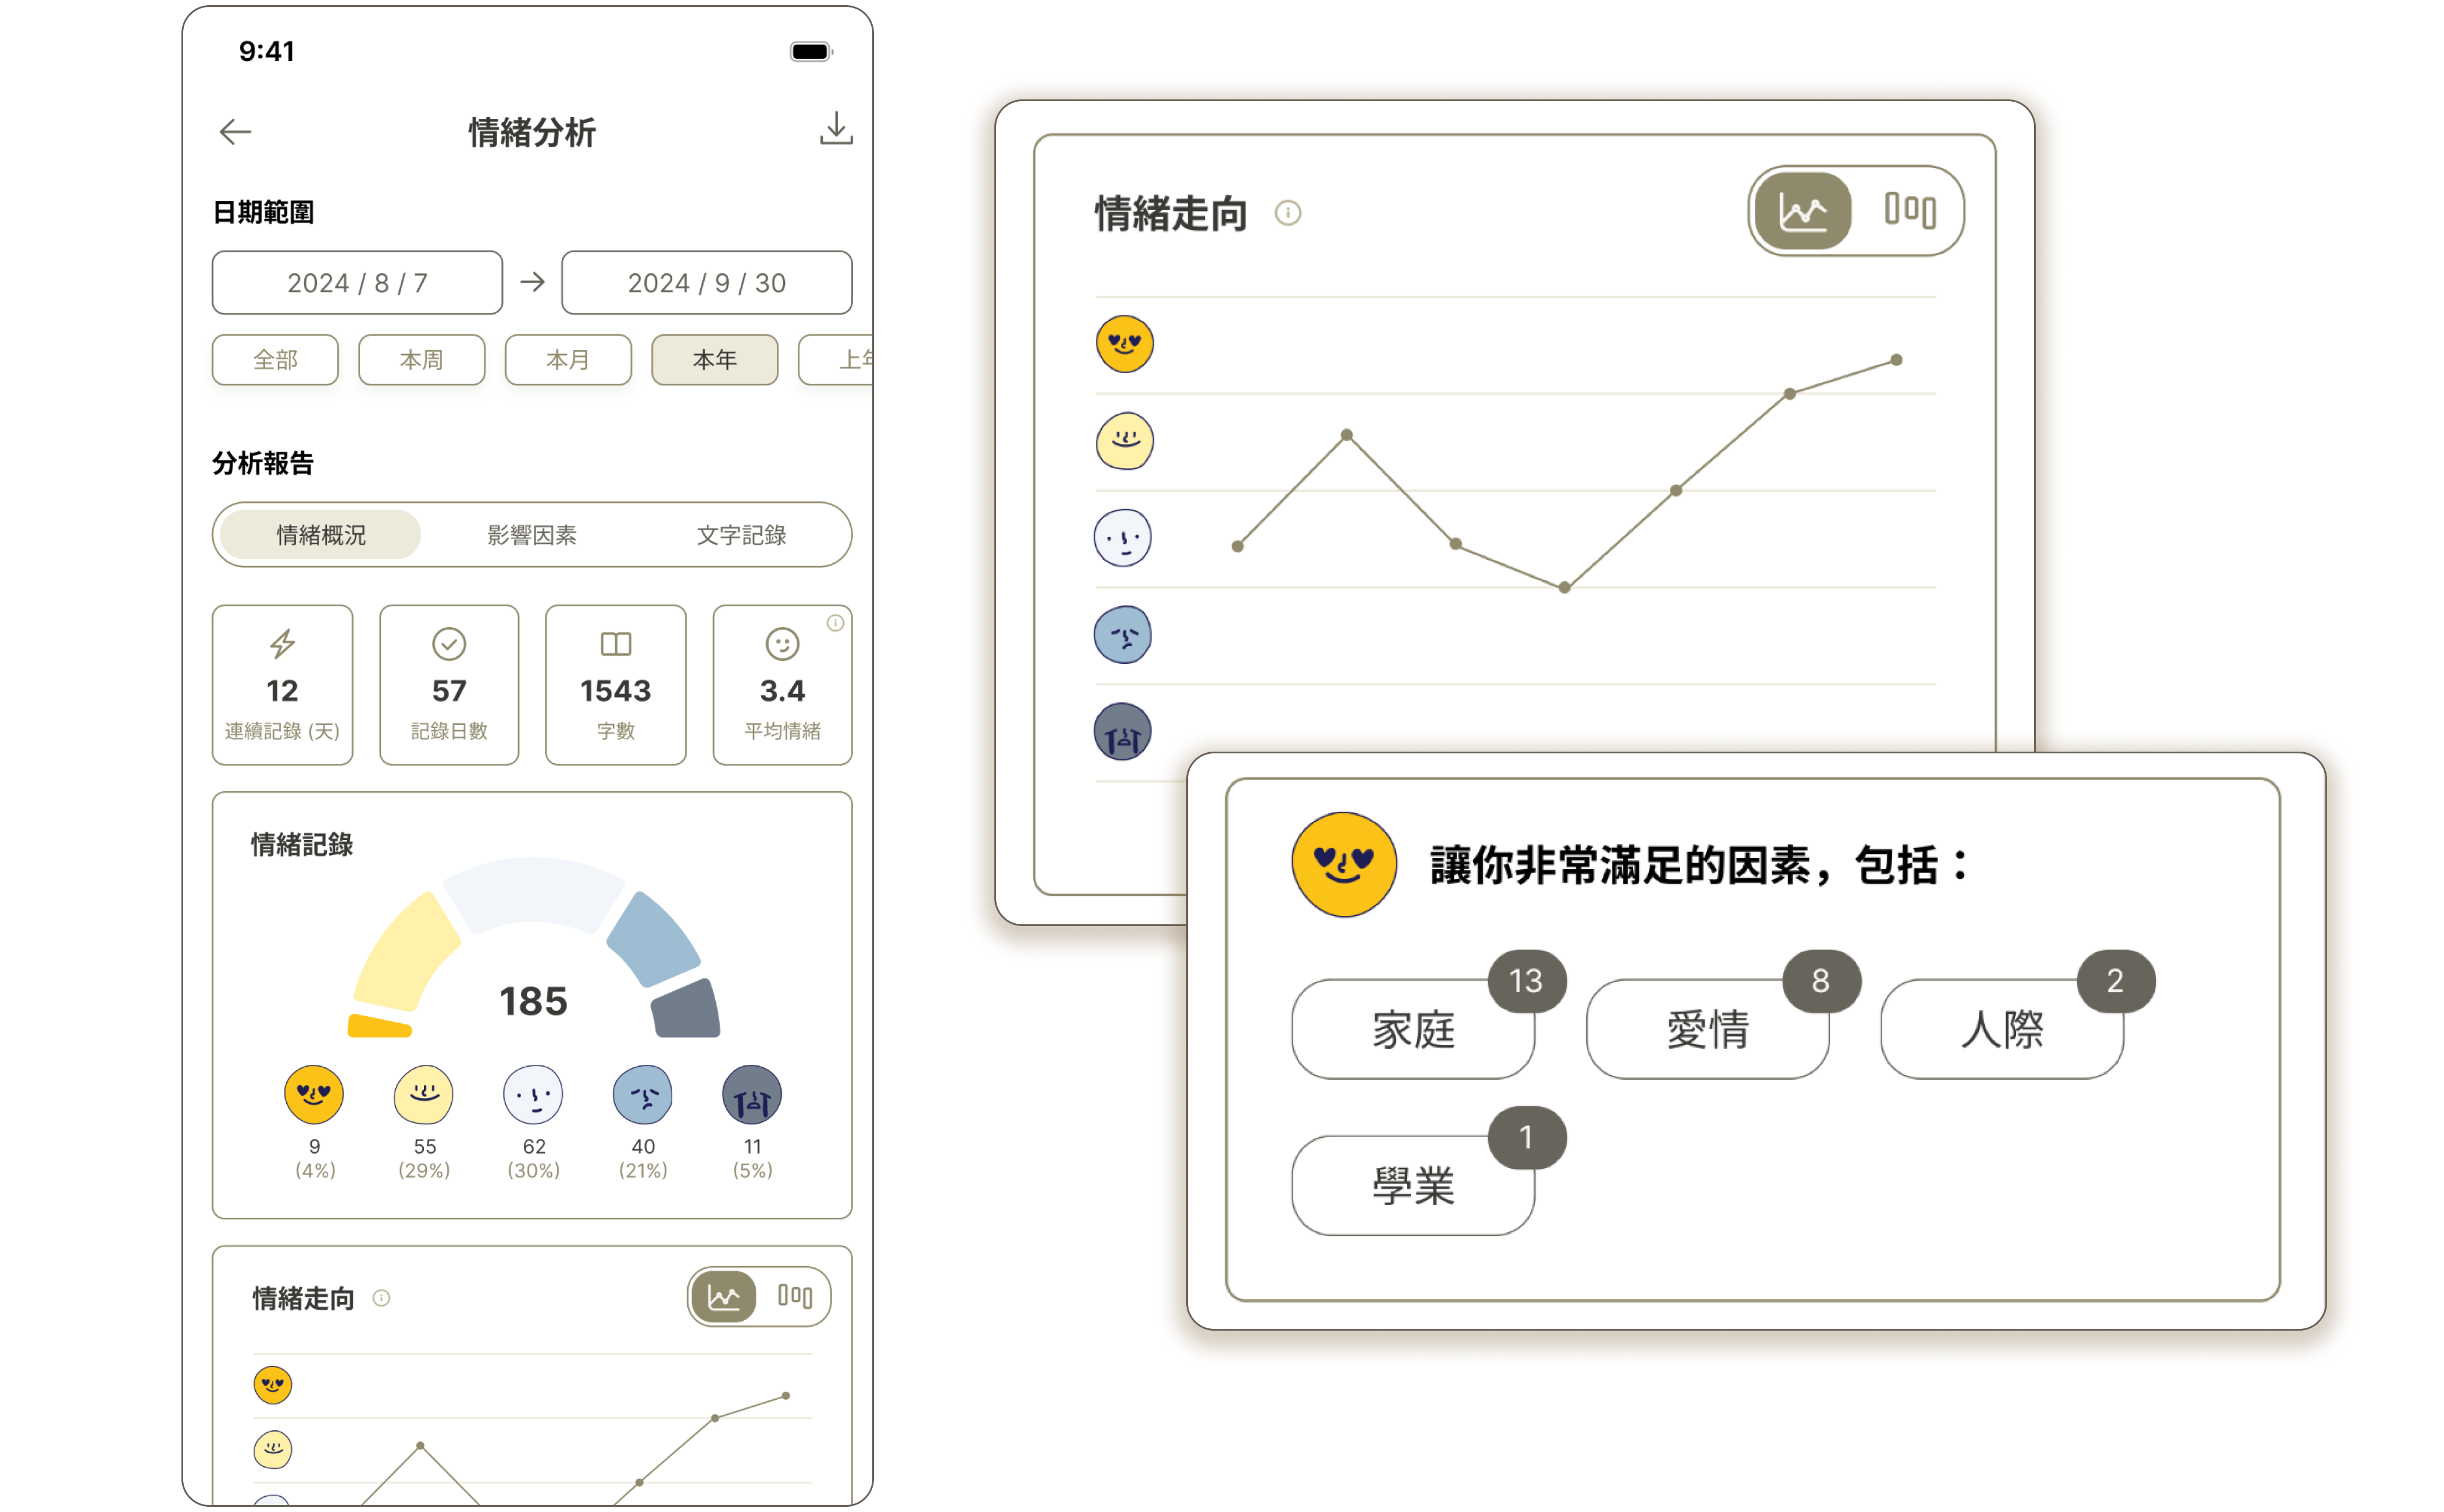 9:41
情緒分析
日期範圍
2024 / 8 / 7 → 2024 / 9 / 30
全部 本周 本月 本年 上年
分析報告
情緒概況 影響因素 文字記錄
12 57 1543 3.4
連續記錄 (天) 記錄日數 字數 平均情緒
情緒記錄
185
9 55 62 40 11
(4%) (29%) (30%) (21%) (5%)
情緒走向
情緒走向
讓你非常滿足的因素，包括：
家庭 13 愛情 8 人際 2
學業 1